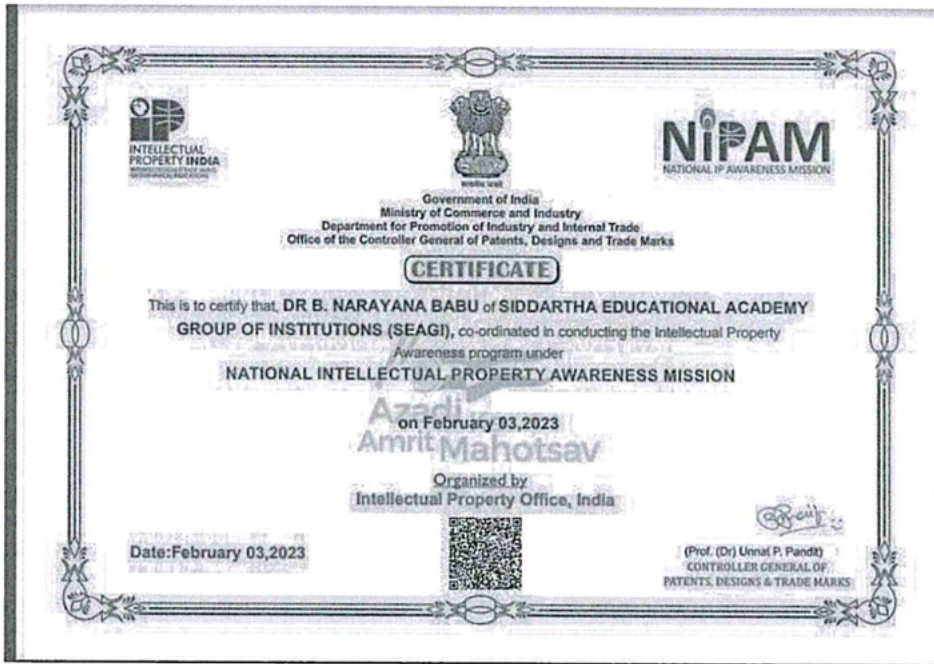 INTELLECTUAL
PROPERTY INDIA
सत्यमेव जयते
NiPAM
NATIONAL IP AWARENESS MISSION
Government of India
Ministry of Commerce and Industry
Department for Promotion of Industry and Internal Trade
Office of the Controller General of Patents, Designs and Trade Marks
CERTIFICATE
This is to certify that, DR B. NARAYANA BABU of SIDDARTHA EDUCATIONAL ACADEMY
GROUP OF INSTITUTIONS (SEAGI), co-ordinated in conducting the Intellectual Property
Awareness program under
NATIONAL INTELLECTUAL PROPERTY AWARENESS MISSION
Azadi
on February 03,2023
Amrit Mahotsav
Organized by
Intellectual Property Office, India
Date:February 03,2023
(Prof. (Dr) Unnat P. Pandit)
CONTROLLER GENERAL OF
PATENTS, DESIGNS & TRADE MARKS